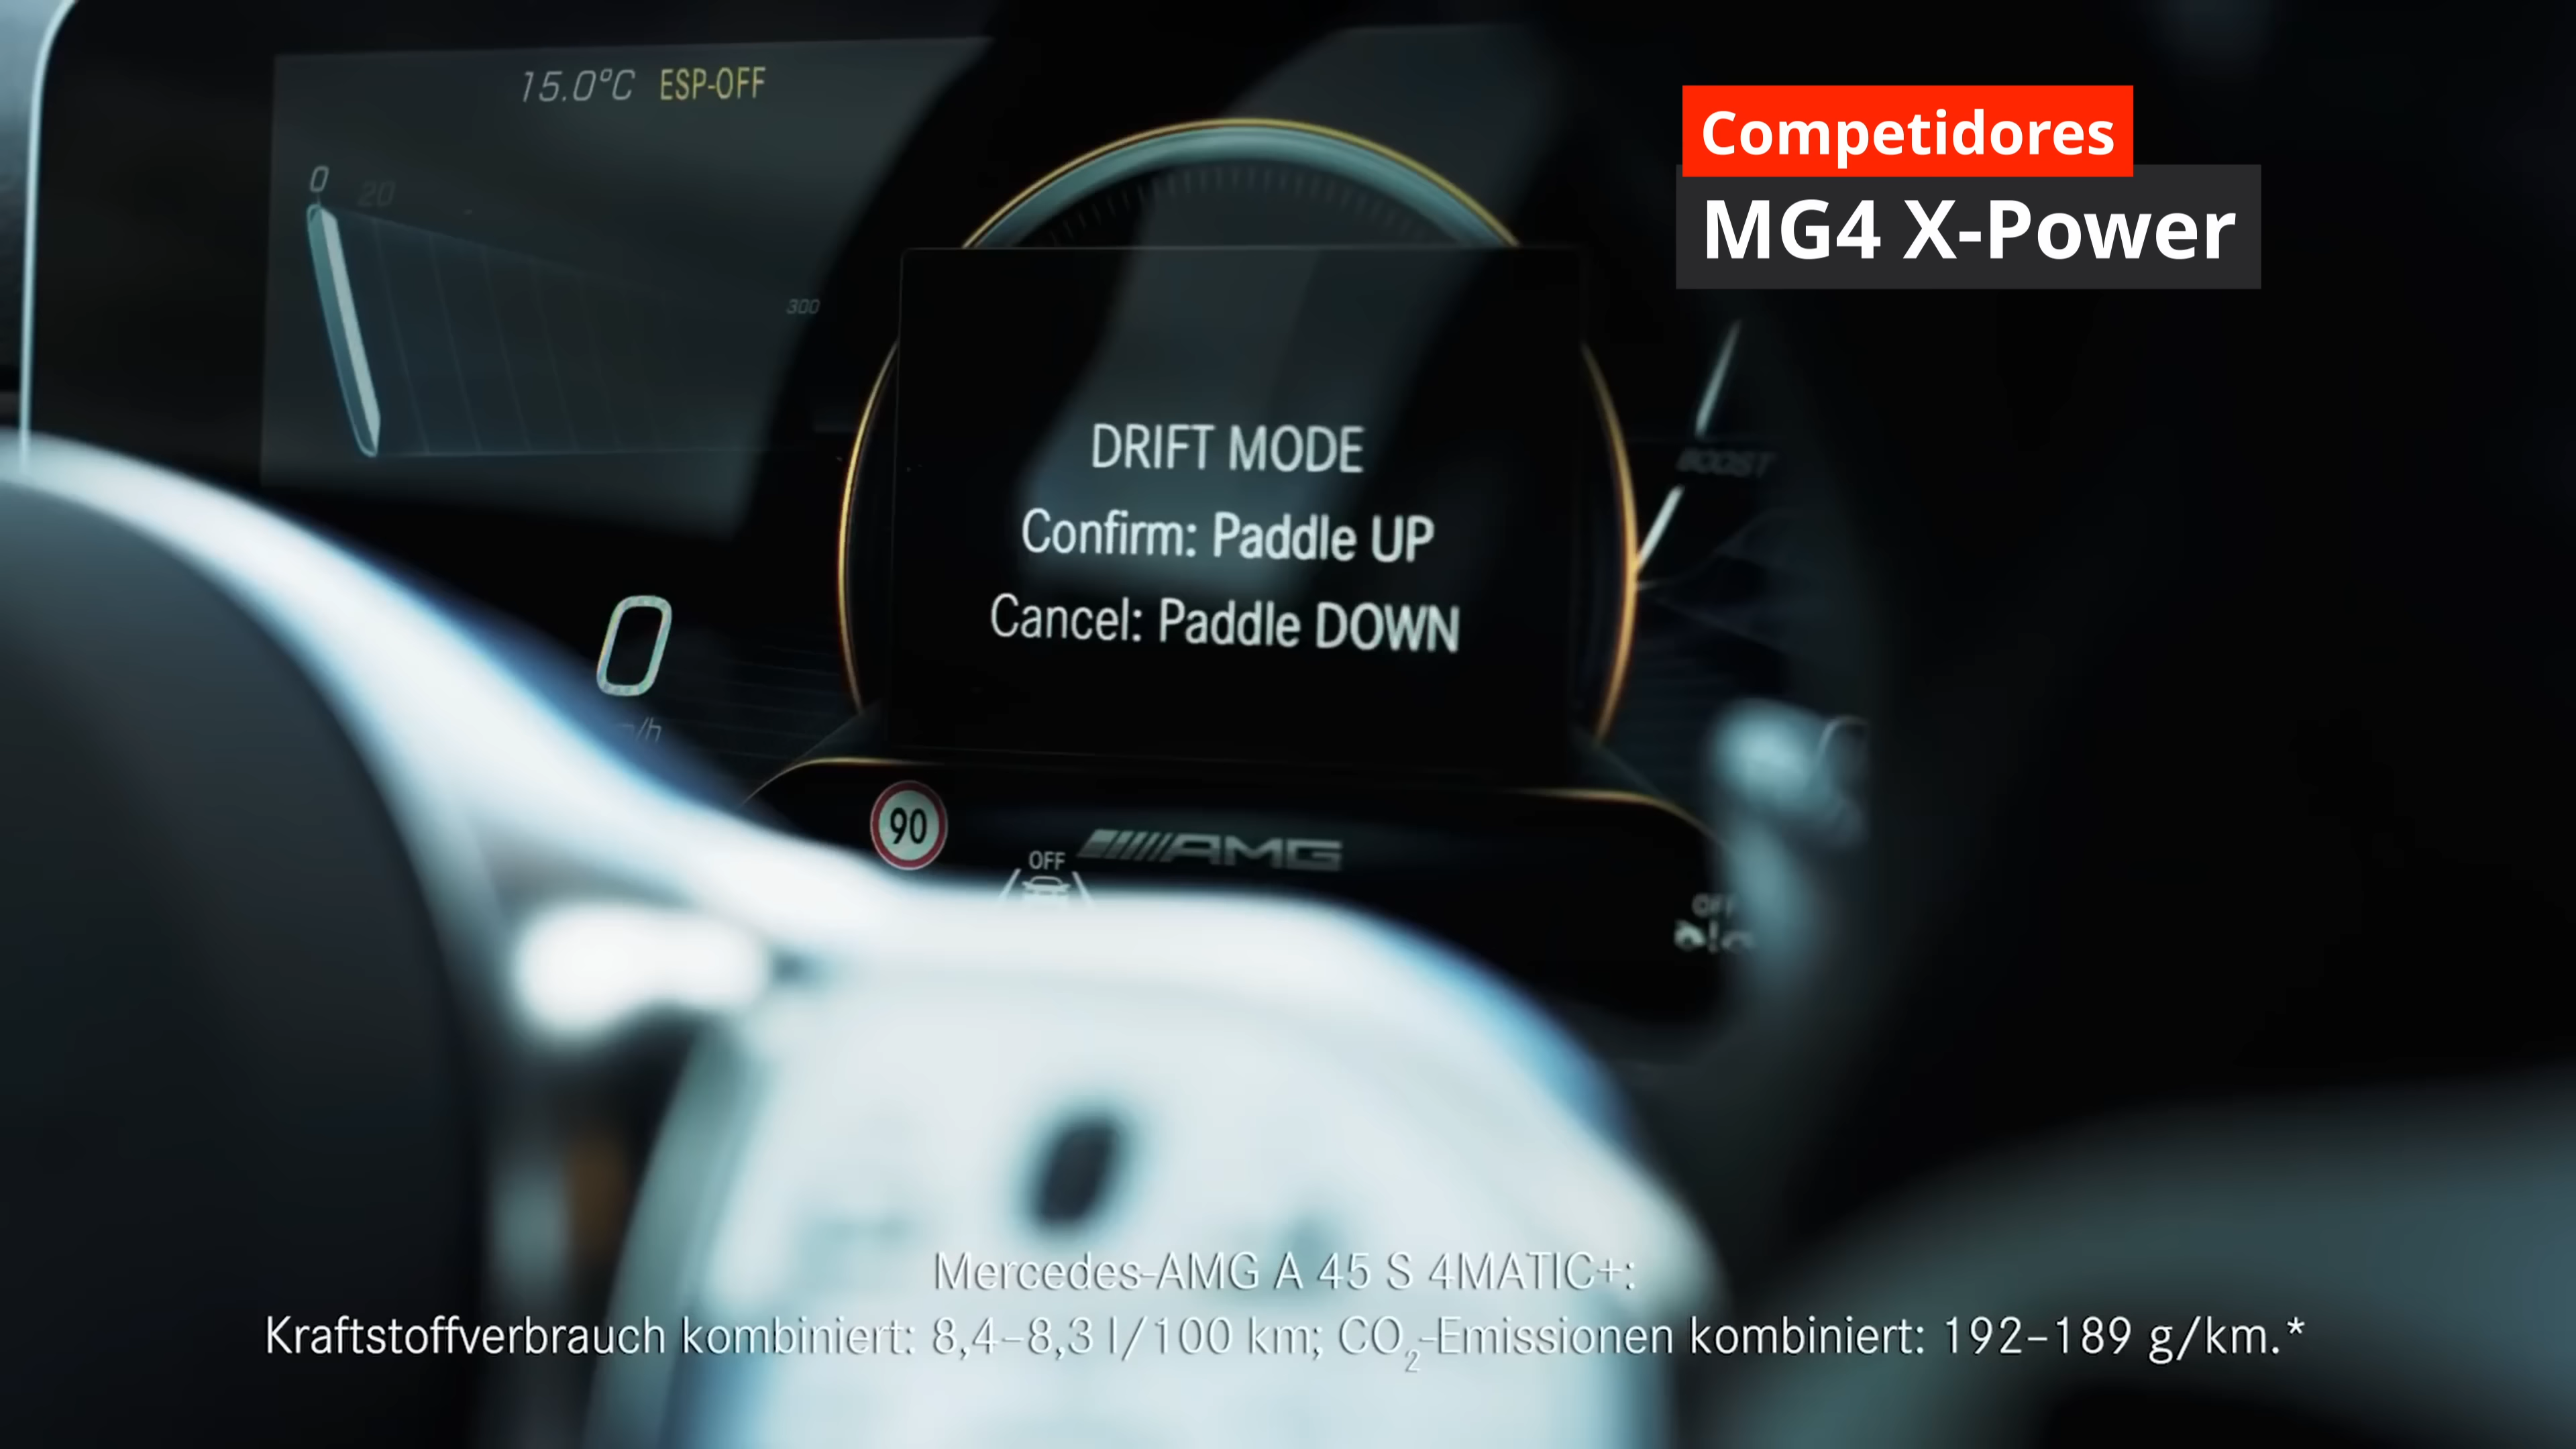 15.0°C ESP-OFF
Competidores
MG4 X-Power
0 20
300
DRIFT MODE
Confirm: Paddle UP
Cancel: Paddle DOWN
BOOST
0
90
AMG
OFF
OFF
Mercedes-AMG A 45 S 4MATIC+:
Kraftstoffverbrauch kombiniert: 8,4–8,3 l/100 km; CO₂-Emissionen kombiniert: 192–189 g/km.*